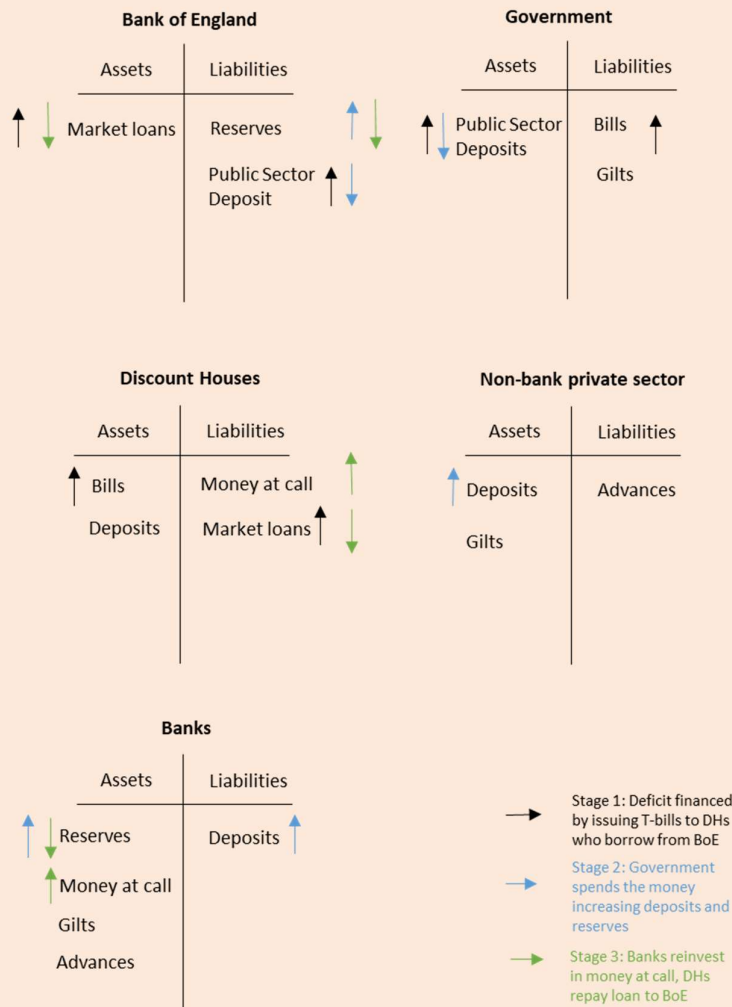 Bank of England
Assets
Liabilities
Market loans
Reserves
Public Sector
Deposit
Government
Assets
Liabilities
Public Sector
Deposits
Bills
Gilts
Discount Houses
Assets
Liabilities
Bills
Money at call
Deposits
Market loans
Non-bank private sector
Assets
Liabilities
Deposits
Advances
Gilts
Banks
Assets
Liabilities
Reserves
Deposits
Money at call
Gilts
Advances
Stage 1: Deficit financed
by issuing T-bills to DHs
who borrow from BoE
Stage 2: Government
spends the money
increasing deposits and
reserves
Stage 3: Banks reinvest
in money at call, DHs
repay loan to BoE